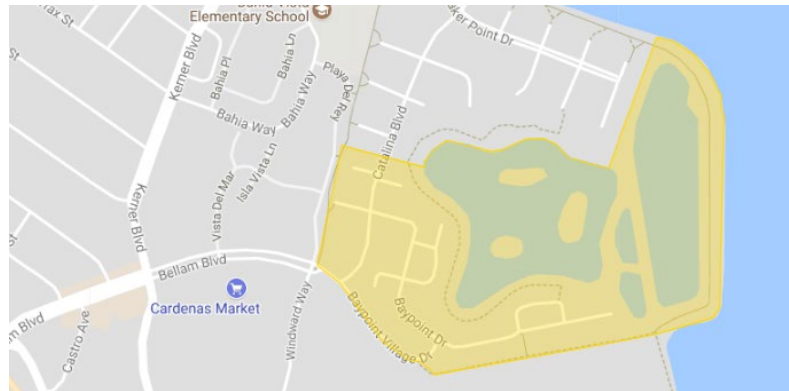 Elementary School
Kerner Blvd
Bahia Pl
Bahia Ln
Bahia Way
Playa Del Rey
Point Dr
Catalina Blvd
Bahia Way
Isla Vista Ln
Vista Del Mar
Kerner Blvd
Bellam Blvd
Cardenas Market
Castro Ave
Windward Way
Baypoint Village Dr
Baypoint Dr
Blvd
St
St